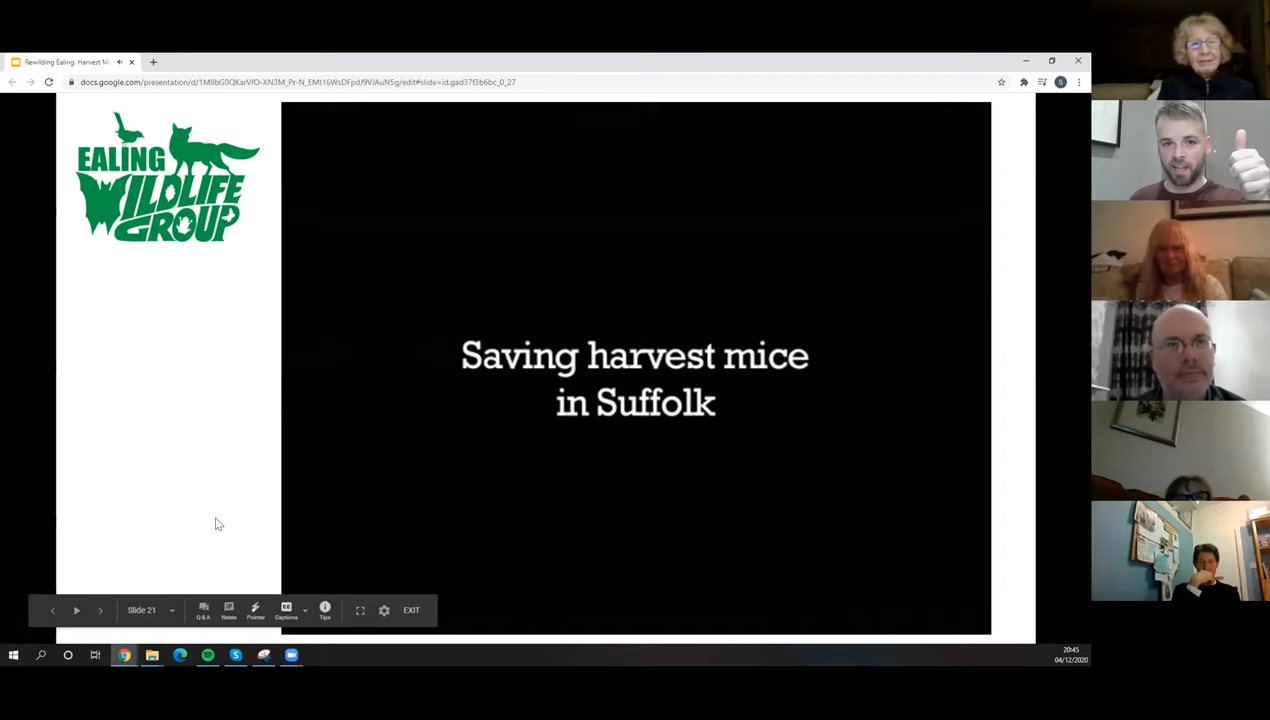 Rewilding Ealing: Harvest M
docs.google.com/presentation/d/1M8bG0QKarVfO-XN3M_Pr-N_EMt16WsDFpdJ9VJAuN5g/edit#slide=id.gad37f3b6bc_0_27
S
EALING
WILDLIFE
GROUP
Saving harvest mice
in Suffolk
Slide 21
Q & A
Notes
Pointer
CC
Captions
Tips
EXIT
20:45
04/12/2020